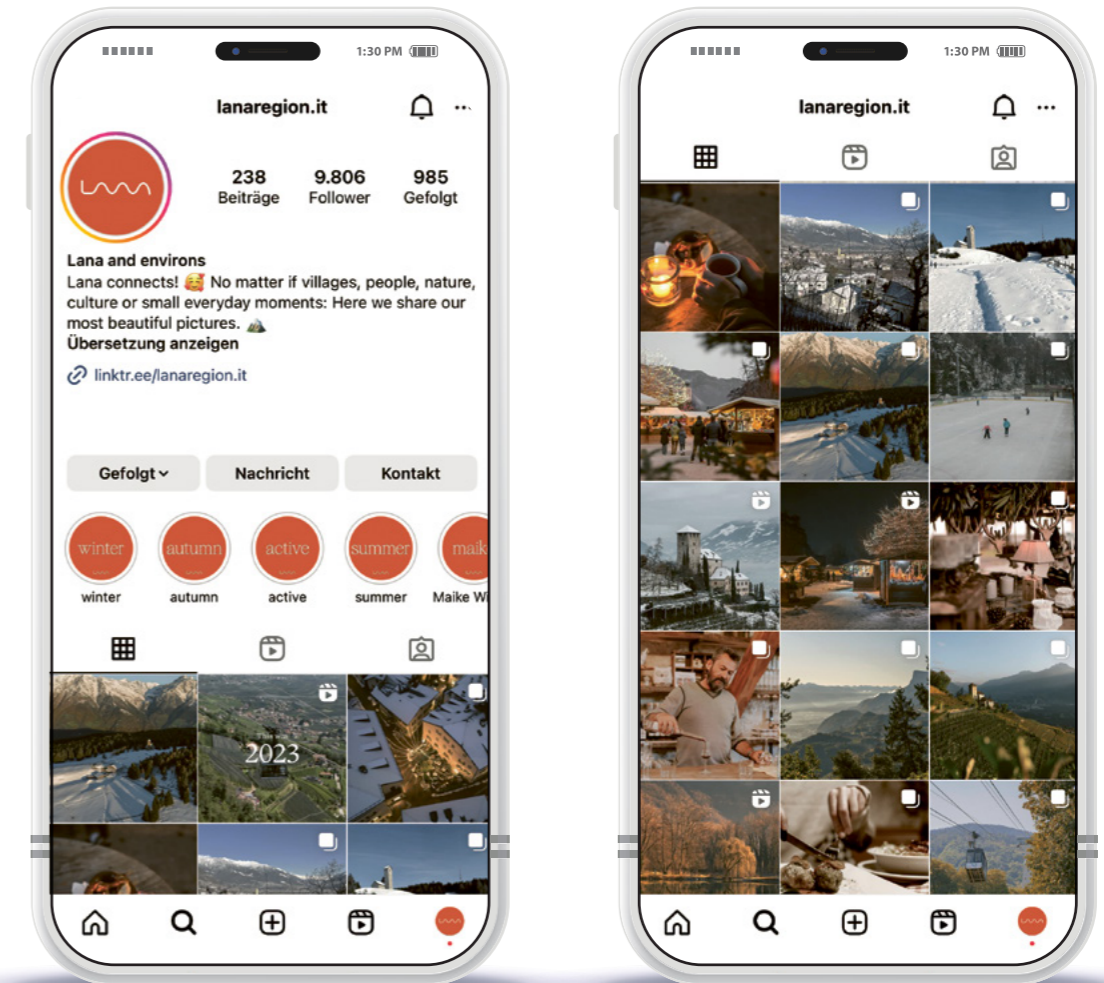 1:30 PM
lanaregion.it
LANA
238 9.806 985
Beiträge Follower Gefolgt
Lana and environs
Lana connects! 🥰 No matter if villages, people, nature,
culture or small everyday moments: Here we share our
most beautiful pictures. 🏔️
Übersetzung anzeigen
linktr.ee/lanaregion.it
Gefolgt Nachricht Kontakt
winter autumn active summer maik
winter autumn active summer Maike Wi
2023
1:30 PM
lanaregion.it